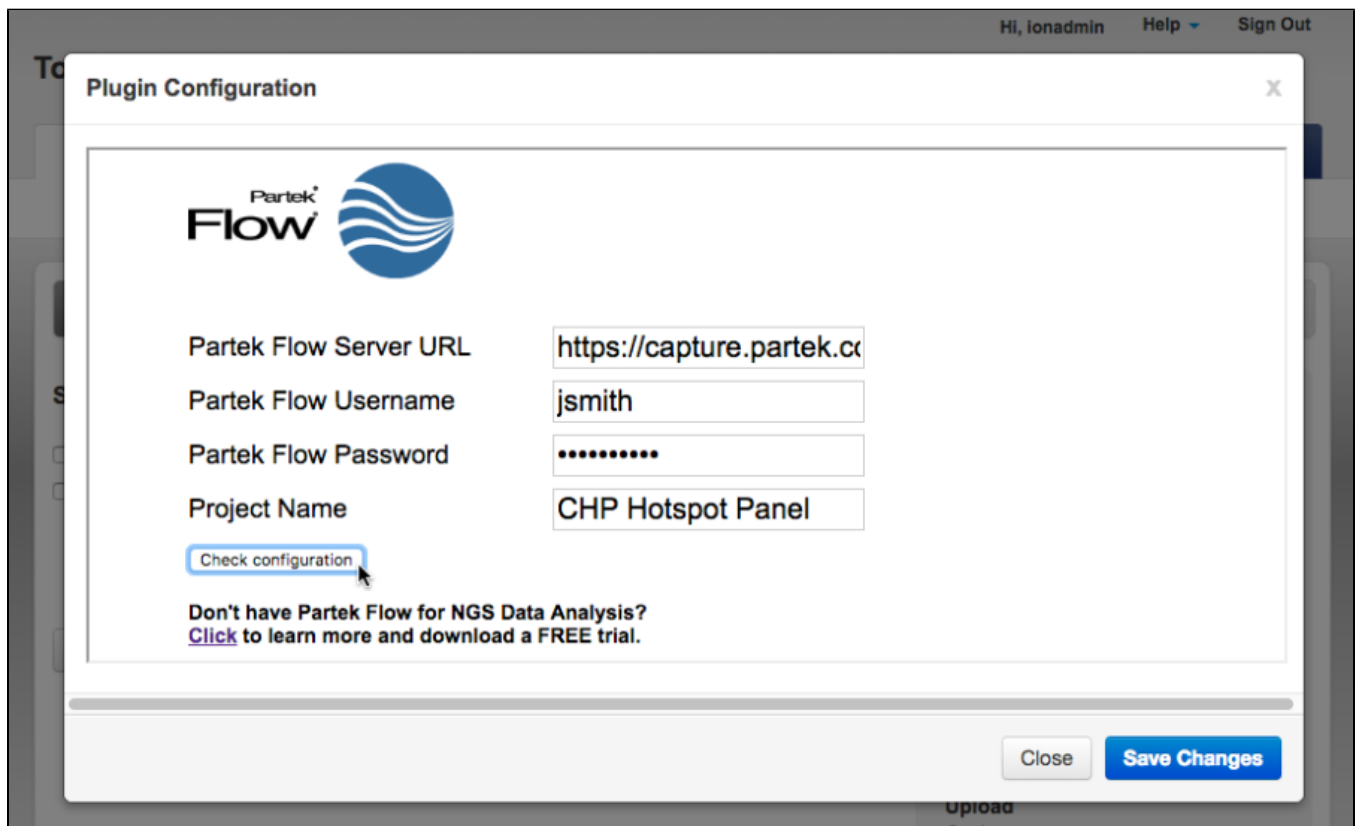 Hi, ionadmin Help Sign Out
To
Plugin Configuration x
Partek
Flow
Partek Flow Server URL https://capture.partek.co
Partek Flow Username jsmith
Partek Flow Password ••••••••••
Project Name CHP Hotspot Panel
Check configuration
Don't have Partek Flow for NGS Data Analysis?
Click to learn more and download a FREE trial.
Close Save Changes
Upload